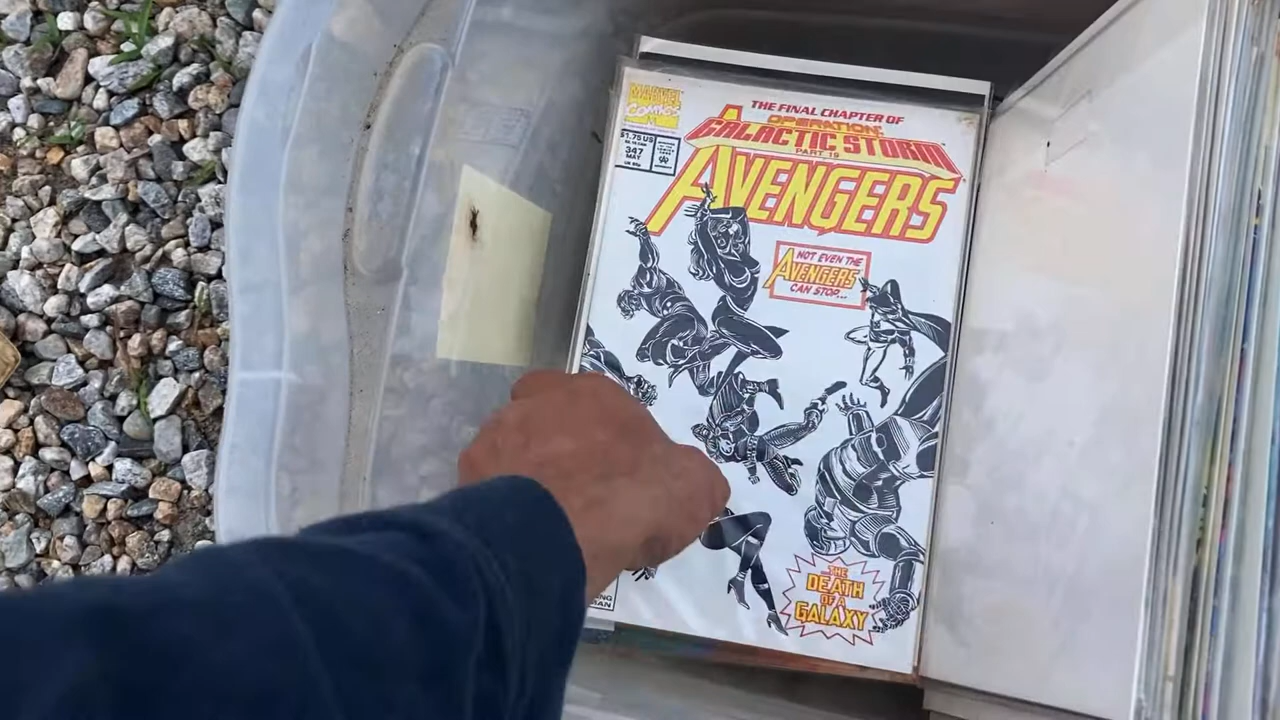 MARVEL
COMICS
$1.75 US
347
MAY
THE FINAL CHAPTER OF
OPERATION:
GALACTIC STORM
PART 19
AVENGERS
NOT EVEN THE
AVENGERS
CAN STOP...
THE
DEATH
OF A
GALAXY